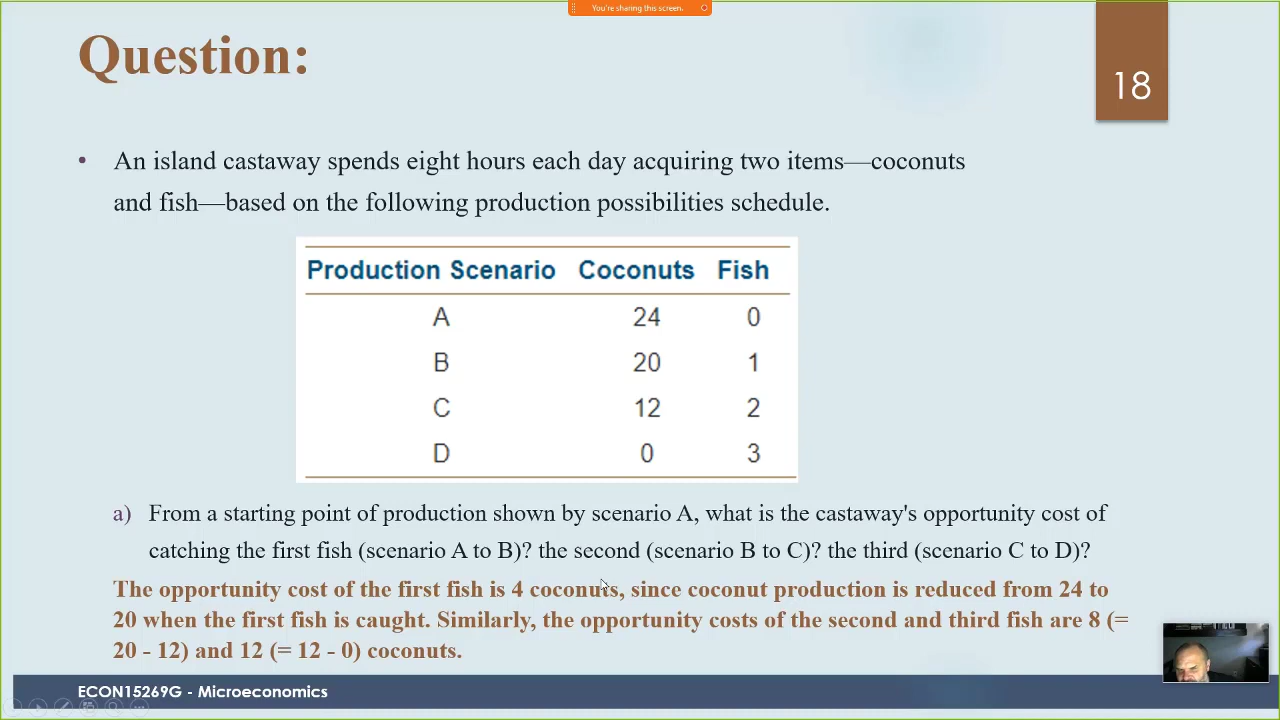 You're sharing this screen.
Question:
18
• An island castaway spends eight hours each day acquiring two items—coconuts
and fish—based on the following production possibilities schedule.
Production Scenario Coconuts Fish
A 24 0
B 20 1
C 12 2
D 0 3
a) From a starting point of production shown by scenario A, what is the castaway's opportunity cost of
catching the first fish (scenario A to B)? the second (scenario B to C)? the third (scenario C to D)?
The opportunity cost of the first fish is 4 coconuts, since coconut production is reduced from 24 to
20 when the first fish is caught. Similarly, the opportunity costs of the second and third fish are 8 (=
20 - 12) and 12 (= 12 - 0) coconuts.
ECON15269G - Microeconomics